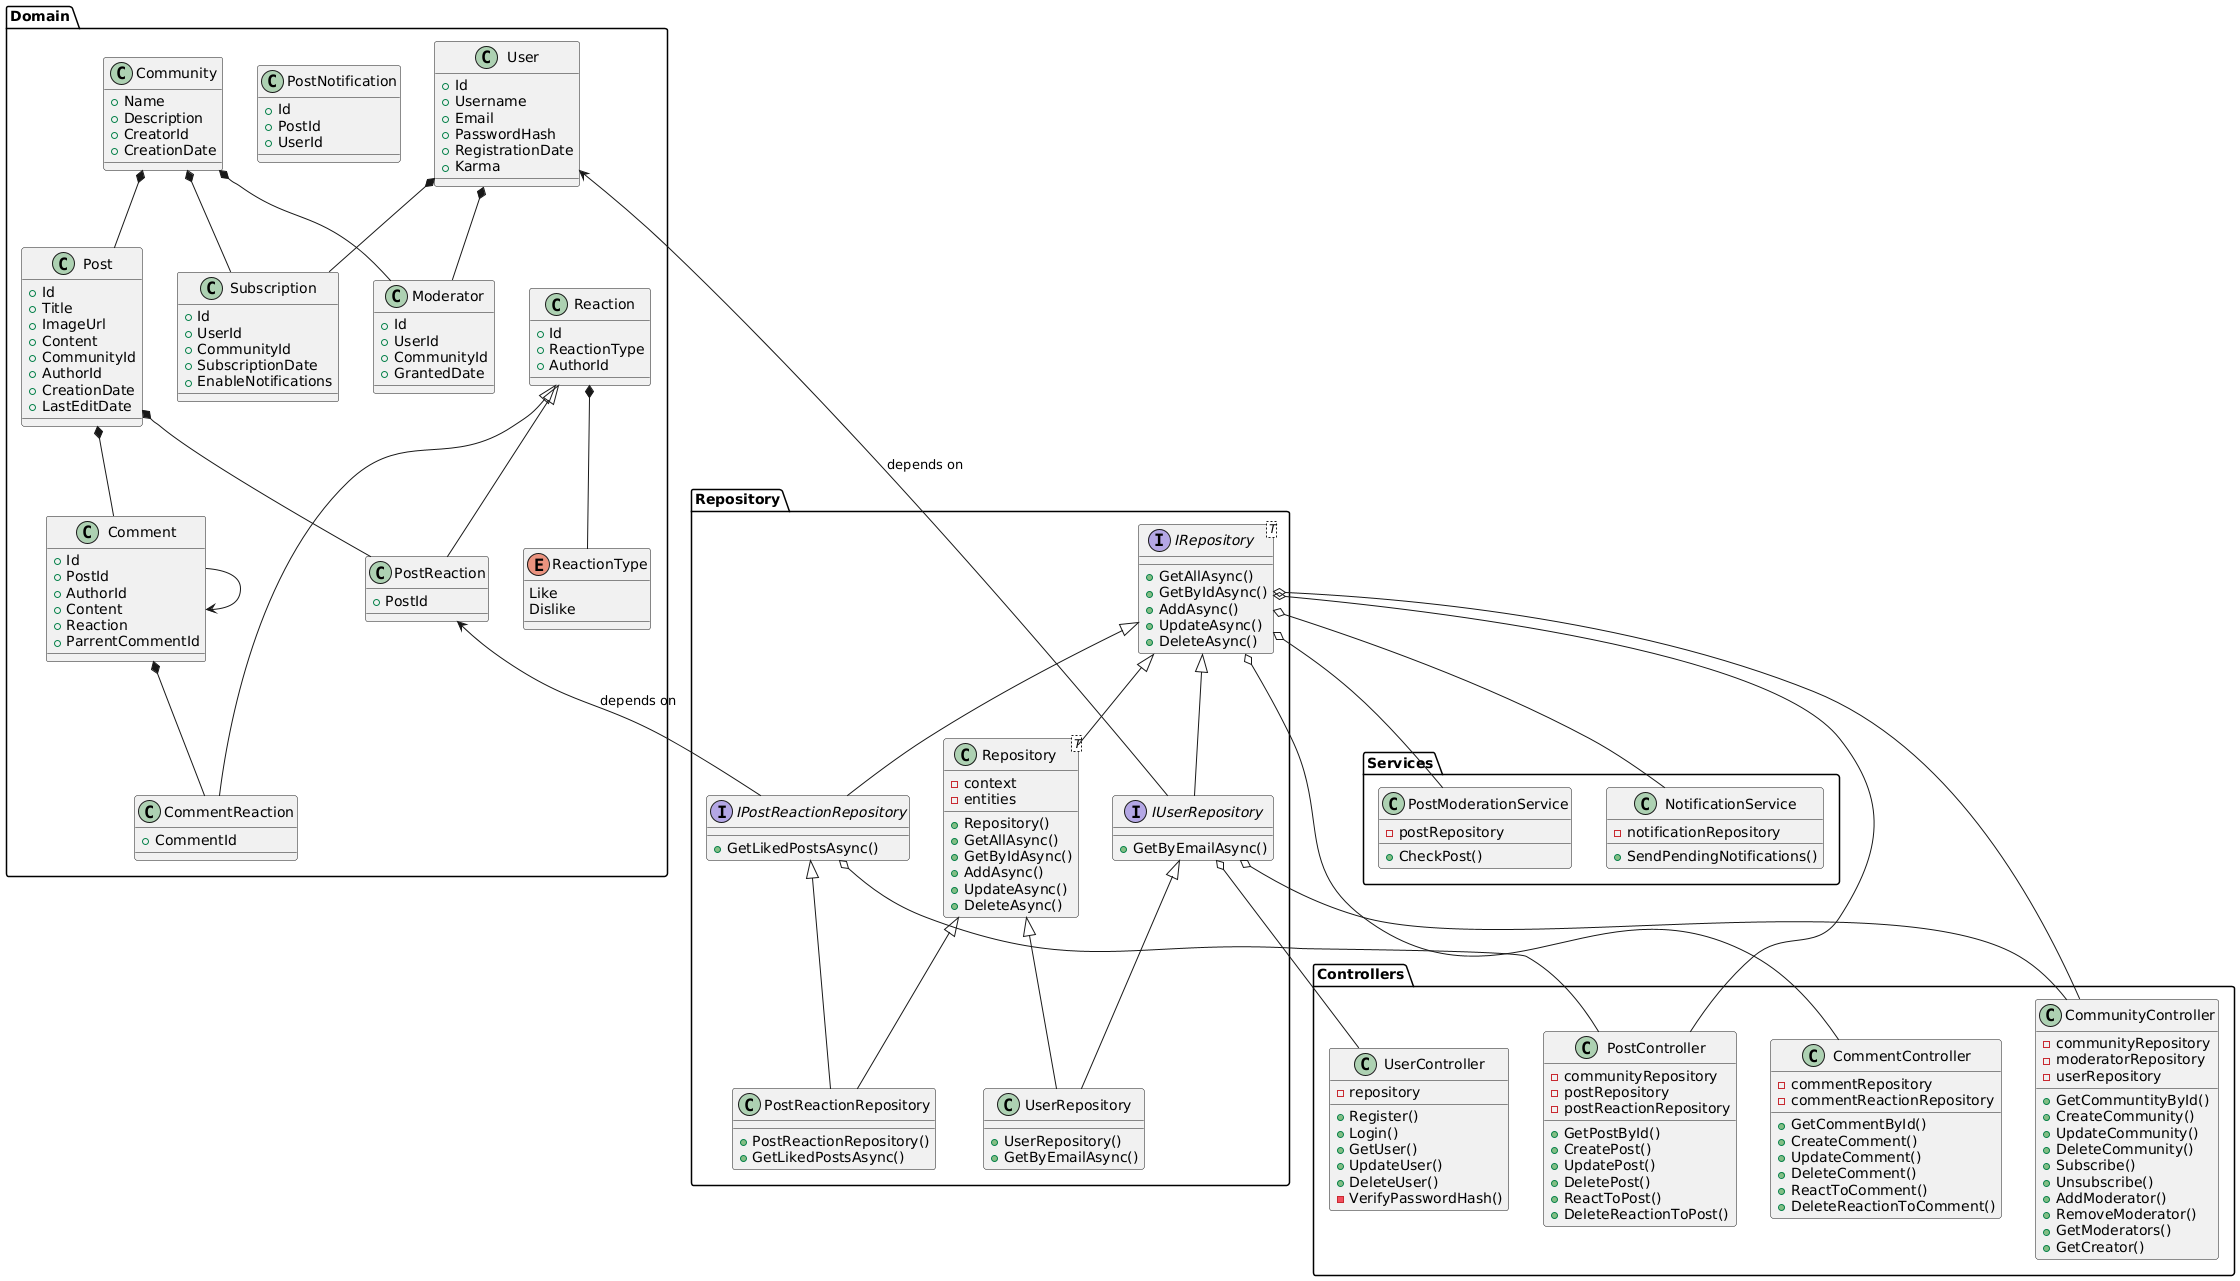 Domain
C Community
Name
Description
CreatorId
CreationDate
C PostNotification
Id
PostId
UserId
C User
Id
Username
Email
PasswordHash
RegistrationDate
Karma
C Post
Id
Title
ImageUrl
Content
CommunityId
AuthorId
CreationDate
LastEditDate
C Subscription
Id
UserId
CommunityId
SubscriptionDate
EnableNotifications
C Moderator
Id
UserId
CommunityId
GrantedDate
C Reaction
Id
ReactionType
AuthorId
C Comment
Id
PostId
AuthorId
Content
Reaction
ParrentCommentId
C PostReaction
PostId
E ReactionType
Like
Dislike
C CommentReaction
CommentId
depends on
depends on
Repository
I IRepository
T
GetAllAsync()
GetByIdAsync()
AddAsync()
UpdateAsync()
DeleteAsync()
I IPostReactionRepository
GetLikedPostsAsync()
C Repository
T
context
entities
Repository()
GetAllAsync()
GetByIdAsync()
AddAsync()
UpdateAsync()
DeleteAsync()
I IUserRepository
GetByEmailAsync()
C PostReactionRepository
PostReactionRepository()
GetLikedPostsAsync()
C UserRepository
UserRepository()
GetByEmailAsync()
Services
C PostModerationService
postRepository
CheckPost()
C NotificationService
notificationRepository
SendPendingNotifications()
Controllers
C UserController
repository
Register()
Login()
GetUser()
UpdateUser()
DeleteUser()
VerifyPasswordHash()
C PostController
communityRepository
postRepository
postReactionRepository
GetPostById()
CreatePost()
UpdatePost()
DeletePost()
ReactToPost()
DeleteReactionToPost()
C CommentController
commentRepository
commentReactionRepository
GetCommentById()
CreateComment()
UpdateComment()
DeleteComment()
ReactToComment()
DeleteReactionToComment()
C CommunityController
communityRepository
moderatorRepository
userRepository
GetCommuntityById()
CreateCommunity()
UpdateCommunity()
DeleteCommunity()
Subscribe()
Unsubscribe()
AddModerator()
RemoveModerator()
GetModerators()
GetCreator()